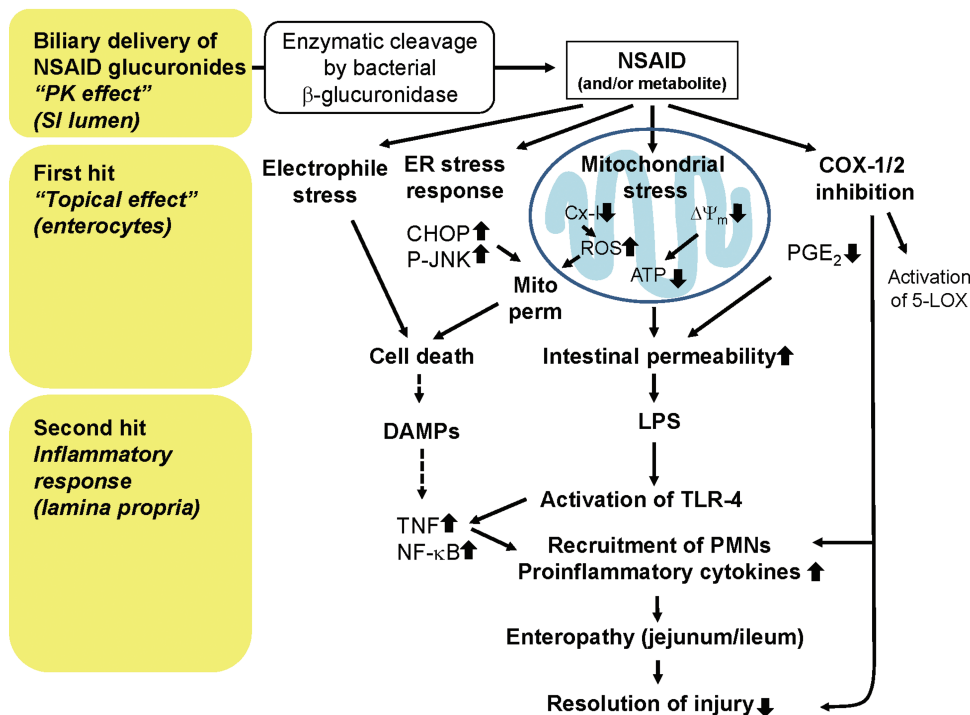 Biliary delivery of
NSAID glucuronides
“PK effect”
(SI lumen)
Enzymatic cleavage
by bacterial
β-glucuronidase
NSAID
(and/or metabolite)
First hit
“Topical effect”
(enterocytes)
Electrophile
stress
ER stress
response
CHOP
P-JNK
Mito
perm
Mitochondrial
stress
Cx-I
ROS
ΔΨm
ATP
COX-1/2
inhibition
PGE2
Activation
of 5-LOX
Cell death
Intestinal permeability
Second hit
Inflammatory
response
(lamina propria)
DAMPs
LPS
Activation of TLR-4
TNF
NF-κB
Recruitment of PMNs
Proinflammatory cytokines
Enteropathy (jejunum/ileum)
Resolution of injury